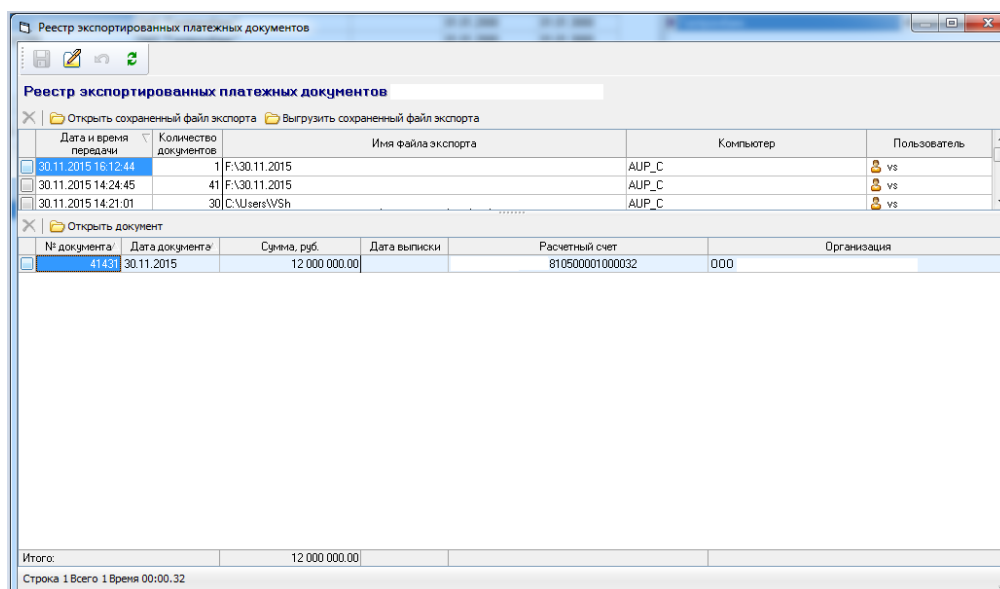 Реестр экспортированных платежных документов
Реестр экспортированных платежных документов
Открыть сохраненный файл экспорта Выгрузить сохраненный файл экспорта
Дата и время передачи Количество документов Имя файла экспорта Компьютер Пользователь
30.11.2015 16:12:44 1 F:\30.11.2015 AUP_C vs
30.11.2015 14:24:45 41 F:\30.11.2015 AUP_C vs
30.11.2015 14:21:01 30 C:\Users\VSh AUP_C vs
Открыть документ
№ документа Дата документа Сумма, руб. Дата выписки Расчетный счет Организация
41431 30.11.2015 12 000 000.00 810500001000032 ООО
Итого: 12 000 000.00
Строка 1 Всего 1 Время 00:00.32